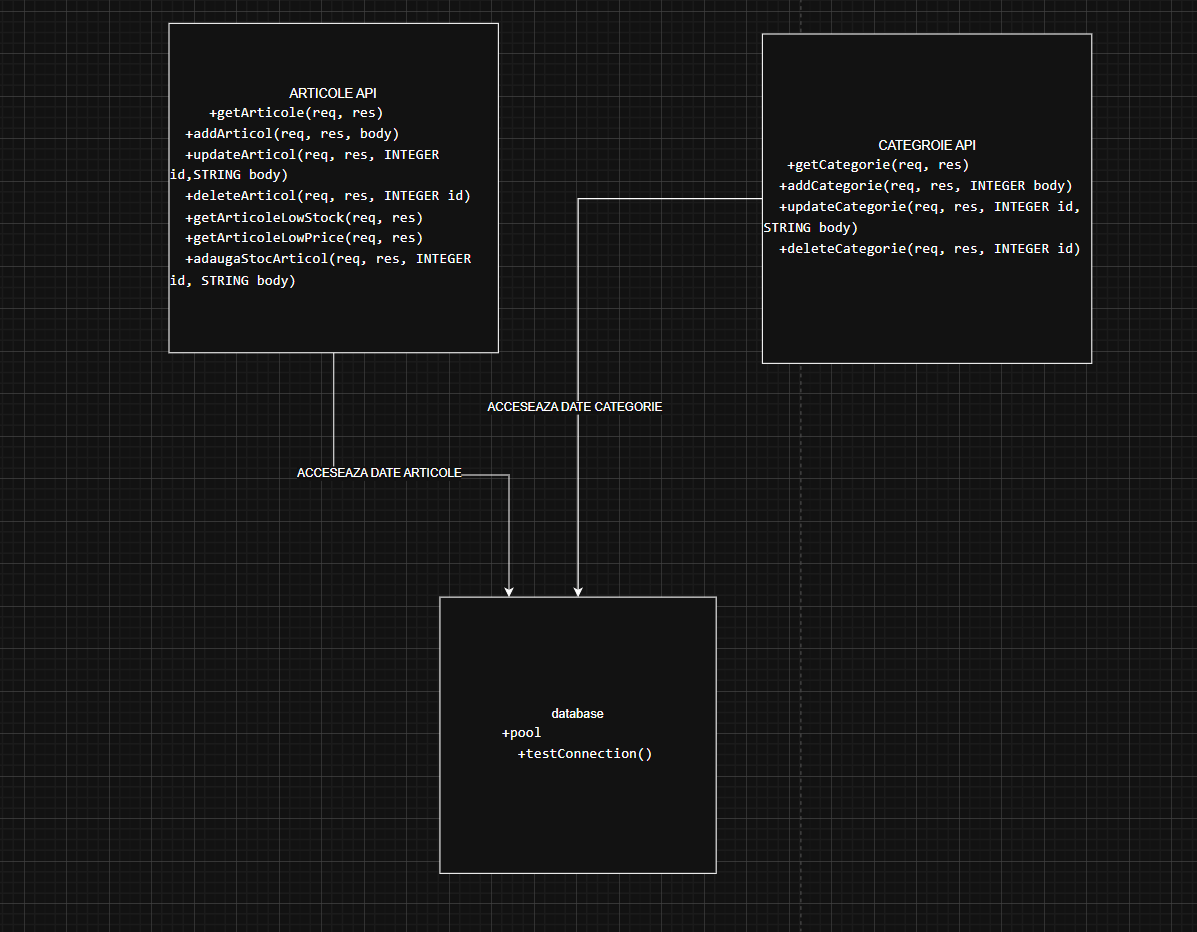 ARTICOLE API
+getArticole(req, res)
+addArticol(req, res, body)
+updateArticol(req, res, INTEGER
id,STRING body)
+deleteArticol(req, res, INTEGER id)
+getArticoleLowStock(req, res)
+getArticoleLowPrice(req, res)
+adaugaStocArticol(req, res, INTEGER
id, STRING body)
CATEGROIE API
+getCategorie(req, res)
+addCategorie(req, res, INTEGER body)
+updateCategorie(req, res, INTEGER id,
STRING body)
+deleteCategorie(req, res, INTEGER id)
ACCESEAZA DATE CATEGORIE
ACCESEAZA DATE ARTICOLE
database
+pool
+testConnection()